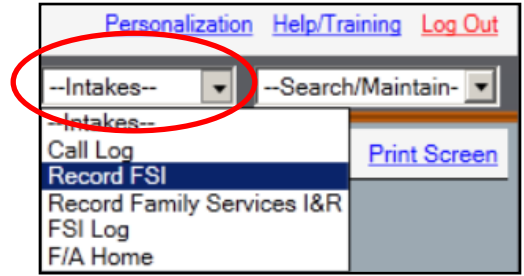 Personalization Help/Training Log Out
--Intakes-- --Search/Maintain-
--Intakes--
Call Log
Print Screen
Record FSI
Record Family Services I&R
FSI Log
F/A Home